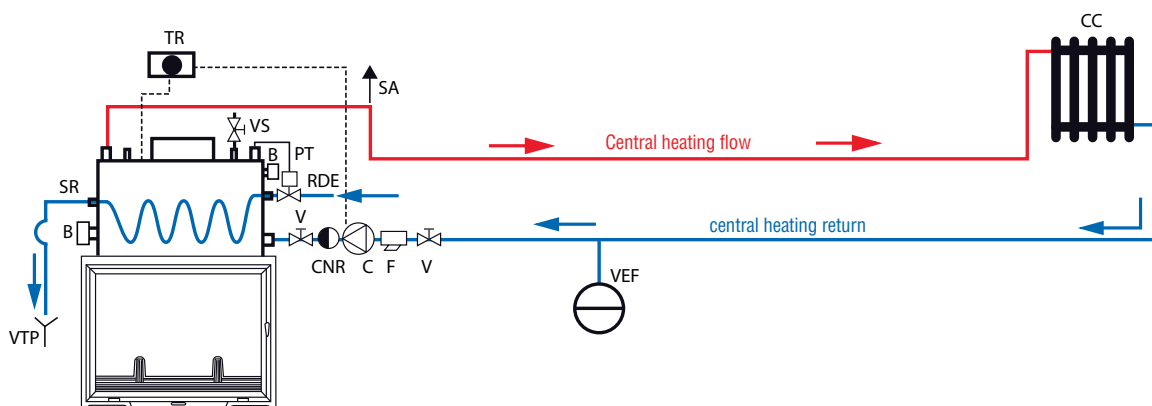 CC
TR
SA
VS
Central heating flow
B
PT
SR
RDE
V
central heating return
B
CNR
C
F
V
VEF
VTP